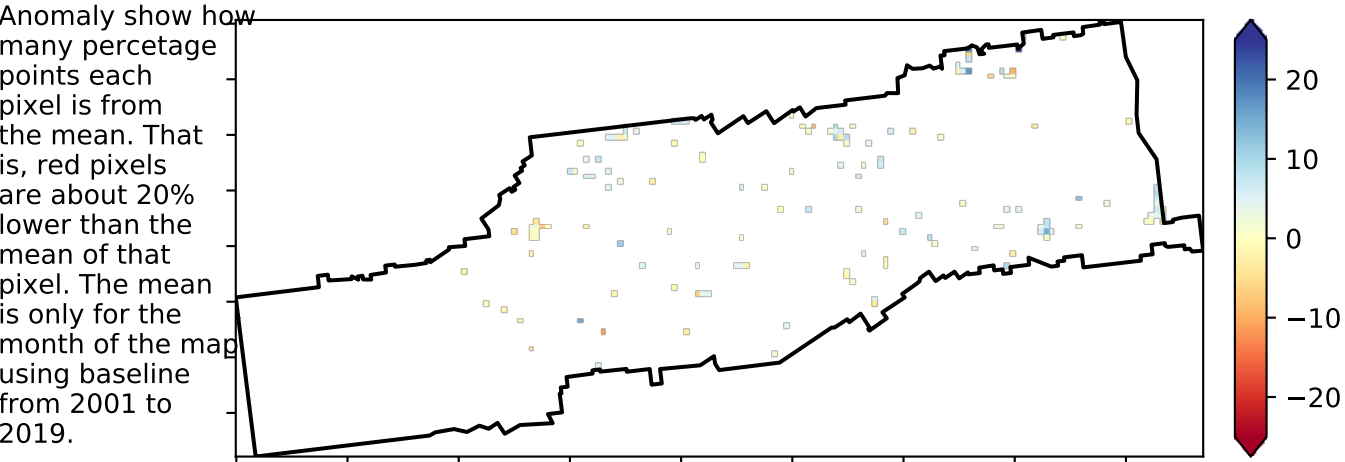 Anomaly show how
many percetage
points each
pixel is from
the mean. That
is, red pixels
are about 20%
lower than the
mean of that
pixel. The mean
is only for the
month of the map
using baseline
from 2001 to
2019.
20
10
0
−10
−20